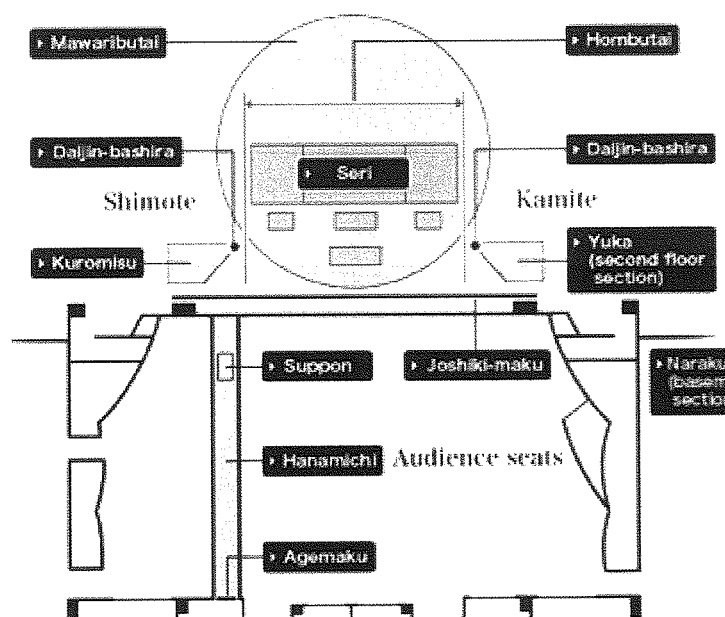 Mawaributai
Hombutai
Daijin-bashira
Daijin-bashira
Seri
Shimote
Kamite
Kuromisu
Yuka
(second floor
section)
Suppon
Joshiki-maku
Naraku
(basem
section
Hanamichi
Audience seats
Agemaku